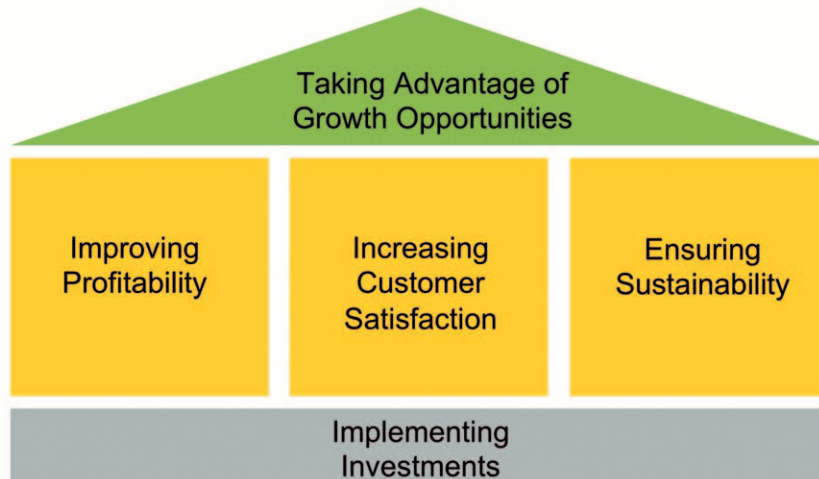 Taking Advantage of
Growth Opportunities
Improving
Profitability
Increasing
Customer
Satisfaction
Ensuring
Sustainability
Implementing
Investments